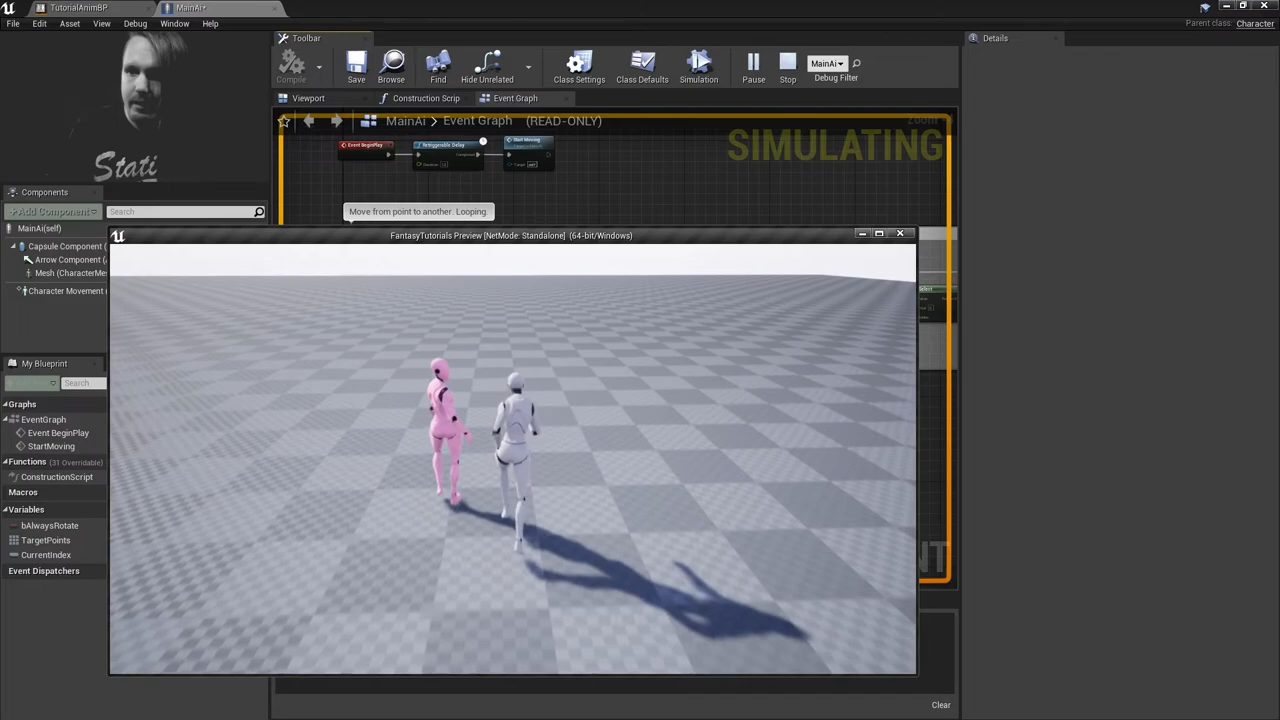 TutorialAnimBP
MainAi*
File Edit Asset View Debug Window Help
Parent class: Character
Toolbar
Details
Compile
Save
Browse
Find
Hide Unrelated
Class Settings
Class Defaults
Simulation
Pause
Stop
MainAi
Debug Filter
Viewport
Construction Scrip
Event Graph
MainAi > Event Graph (READ-ONLY)
SIMULATING
Event BeginPlay
Retriggerable Delay
Start Moving
Move from point to another. Looping.
Stati
Components
+Add Component
Search
MainAi(self)
Capsule Component (
Arrow Component (
Mesh (CharacterMes
Character Movement (
FantasyTutorials Preview [NetMode: Standalone] (64-bit/Windows)
My Blueprint
Search
Graphs
EventGraph
Event BeginPlay
StartMoving
Functions (31 Overridable)
ConstructionScript
Macros
Variables
bAlwaysRotate
TargetPoints
CurrentIndex
Event Dispatchers
Select
NT
Clear